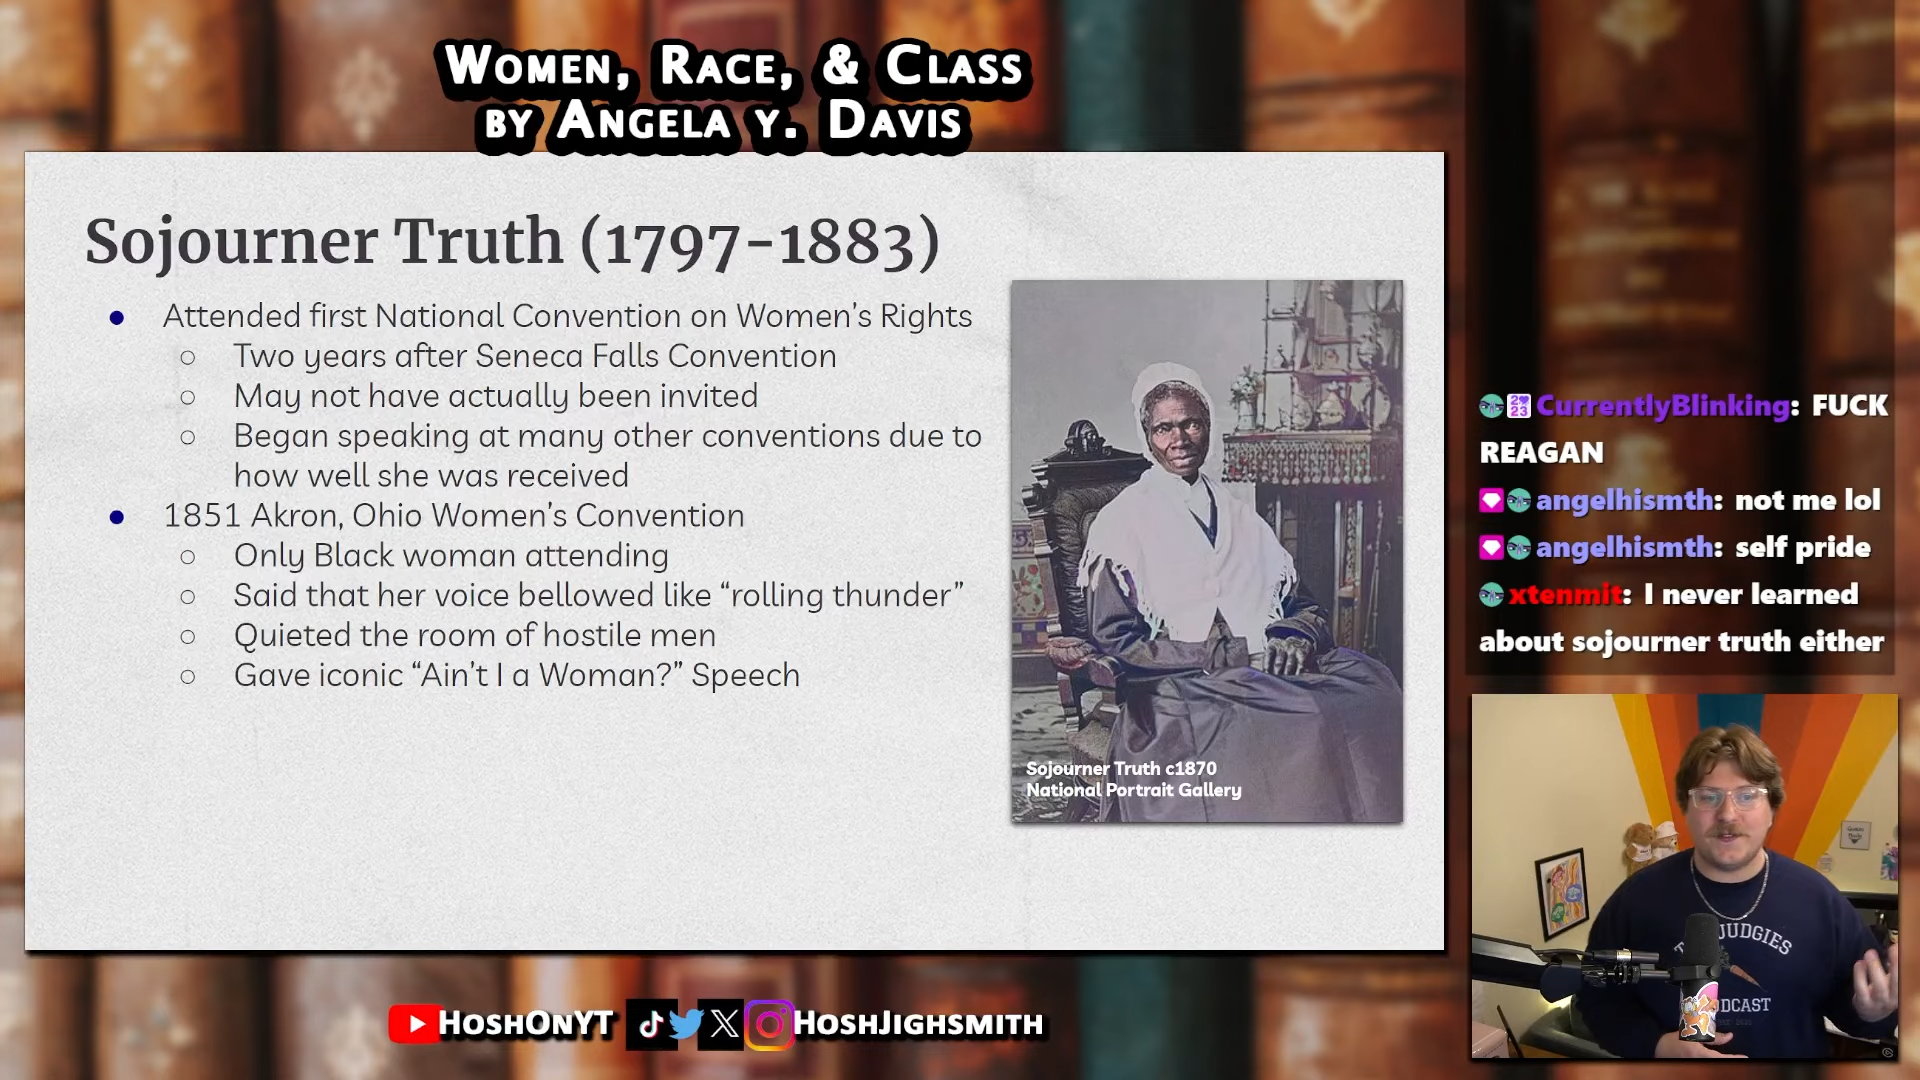 WOMEN, RACE, & CLASS
BY ANGELA Y. DAVIS
Sojourner Truth (1797-1883)
● Attended first National Convention on Women's Rights
○ Two years after Seneca Falls Convention
○ May not have actually been invited
○ Began speaking at many other conventions due to
how well she was received
● 1851 Akron, Ohio Women's Convention
○ Only Black woman attending
○ Said that her voice bellowed like “rolling thunder”
○ Quieted the room of hostile men
○ Gave iconic “Ain't I a Woman?” Speech
Sojourner Truth c1870
National Portrait Gallery
CurrentlyBlinking: FUCK
REAGAN
angelhismth: not me lol
angelhismth: self pride
xtenmit: I never learned
about sojourner truth either
JUDGIES
DCAST
HOSHONYT
HOSHJIGHSMITH